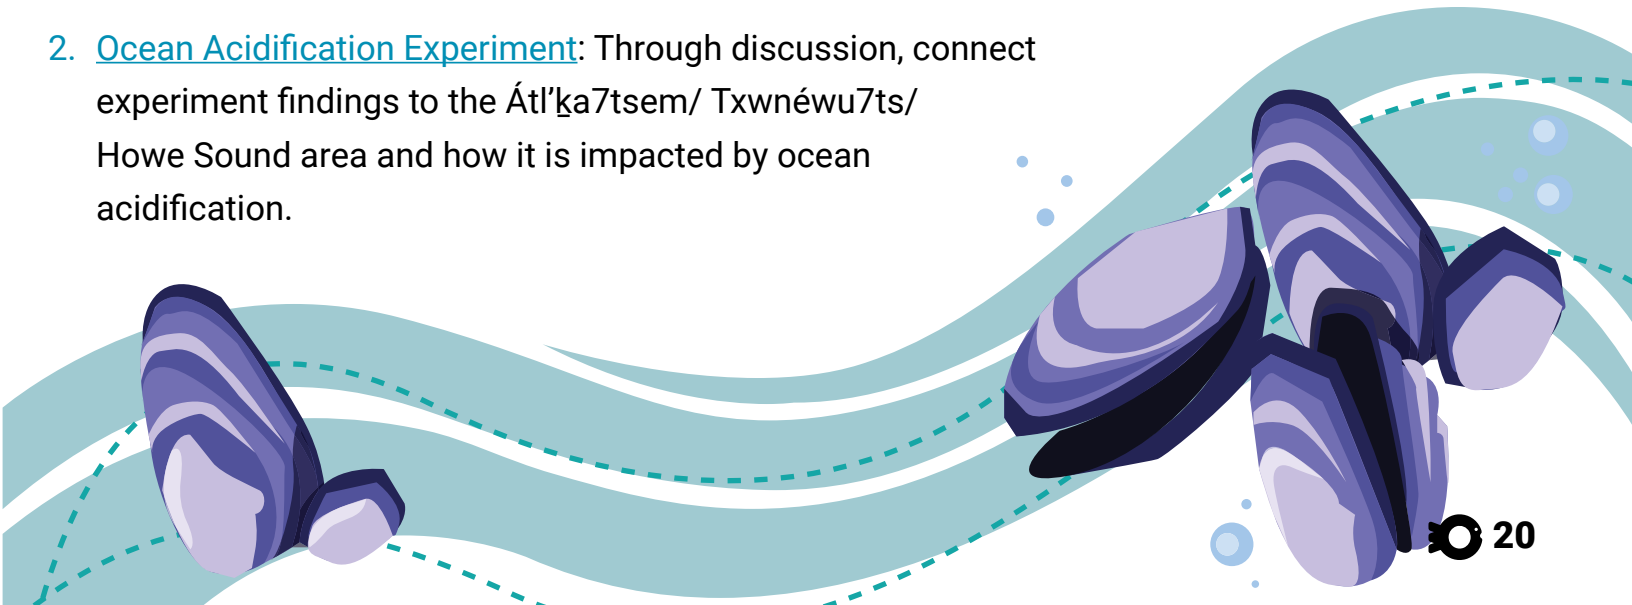 2. Ocean Acidification Experiment: Through discussion, connect
experiment findings to the Átl’ḵa7tsem/ Txwnéwu7ts/
Howe Sound area and how it is impacted by ocean
acidification.
20